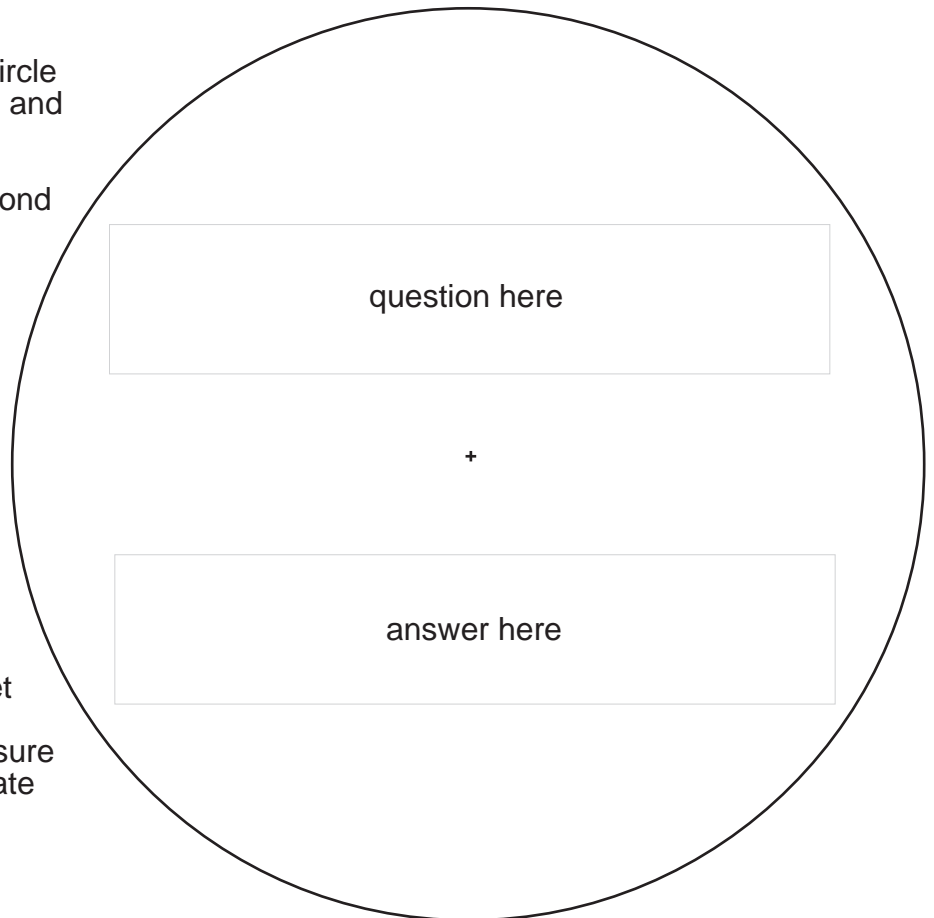 ircle
and
ond
question here
+
answer here
et
sure
ate